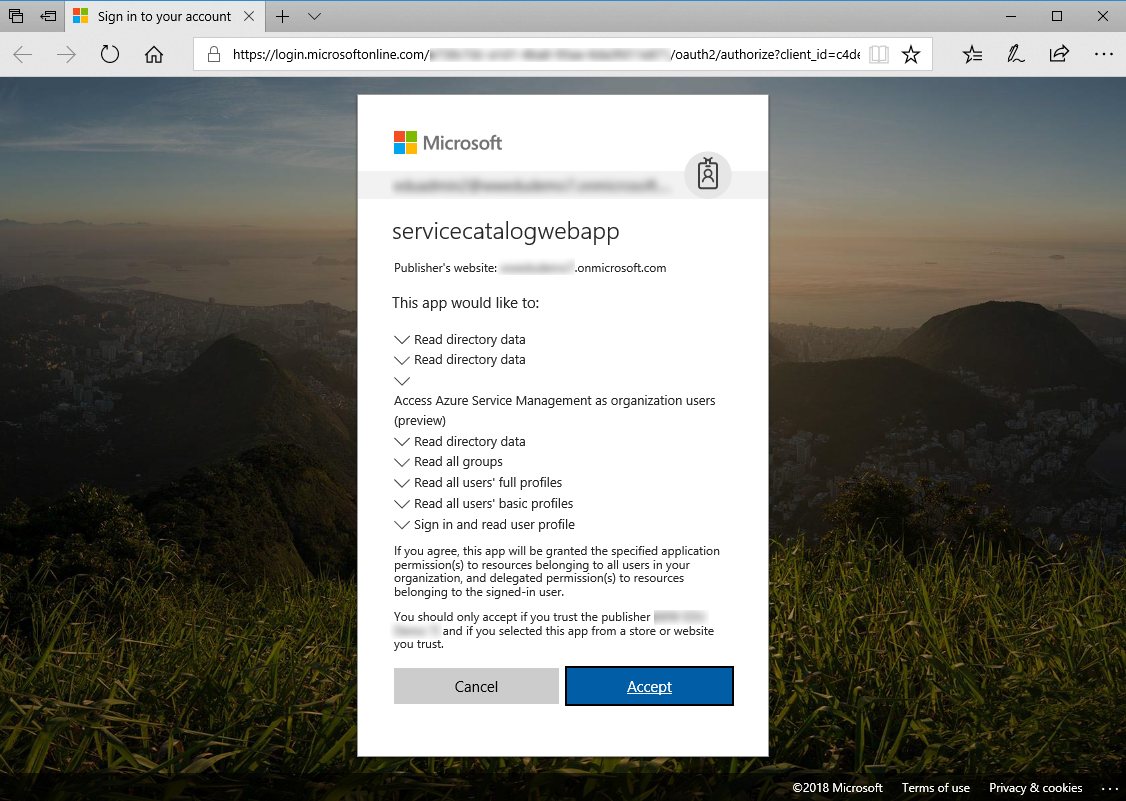 Sign in to your account
https://login.microsoftonline.com/ /oauth2/authorize?client_id=c4de
Microsoft
servicecatalogwebapp
Publisher's website: .onmicrosoft.com
This app would like to:
Read directory data
Read directory data
Access Azure Service Management as organization users
(preview)
Read directory data
Read all groups
Read all users' full profiles
Read all users' basic profiles
Sign in and read user profile
If you agree, this app will be granted the specified application
permission(s) to resources belonging to all users in your
organization, and delegated permission(s) to resources
belonging to the signed-in user.
You should only accept if you trust the publisher
and if you selected this app from a store or website
you trust.
Cancel Accept
©2018 Microsoft Terms of use Privacy & cookies ...